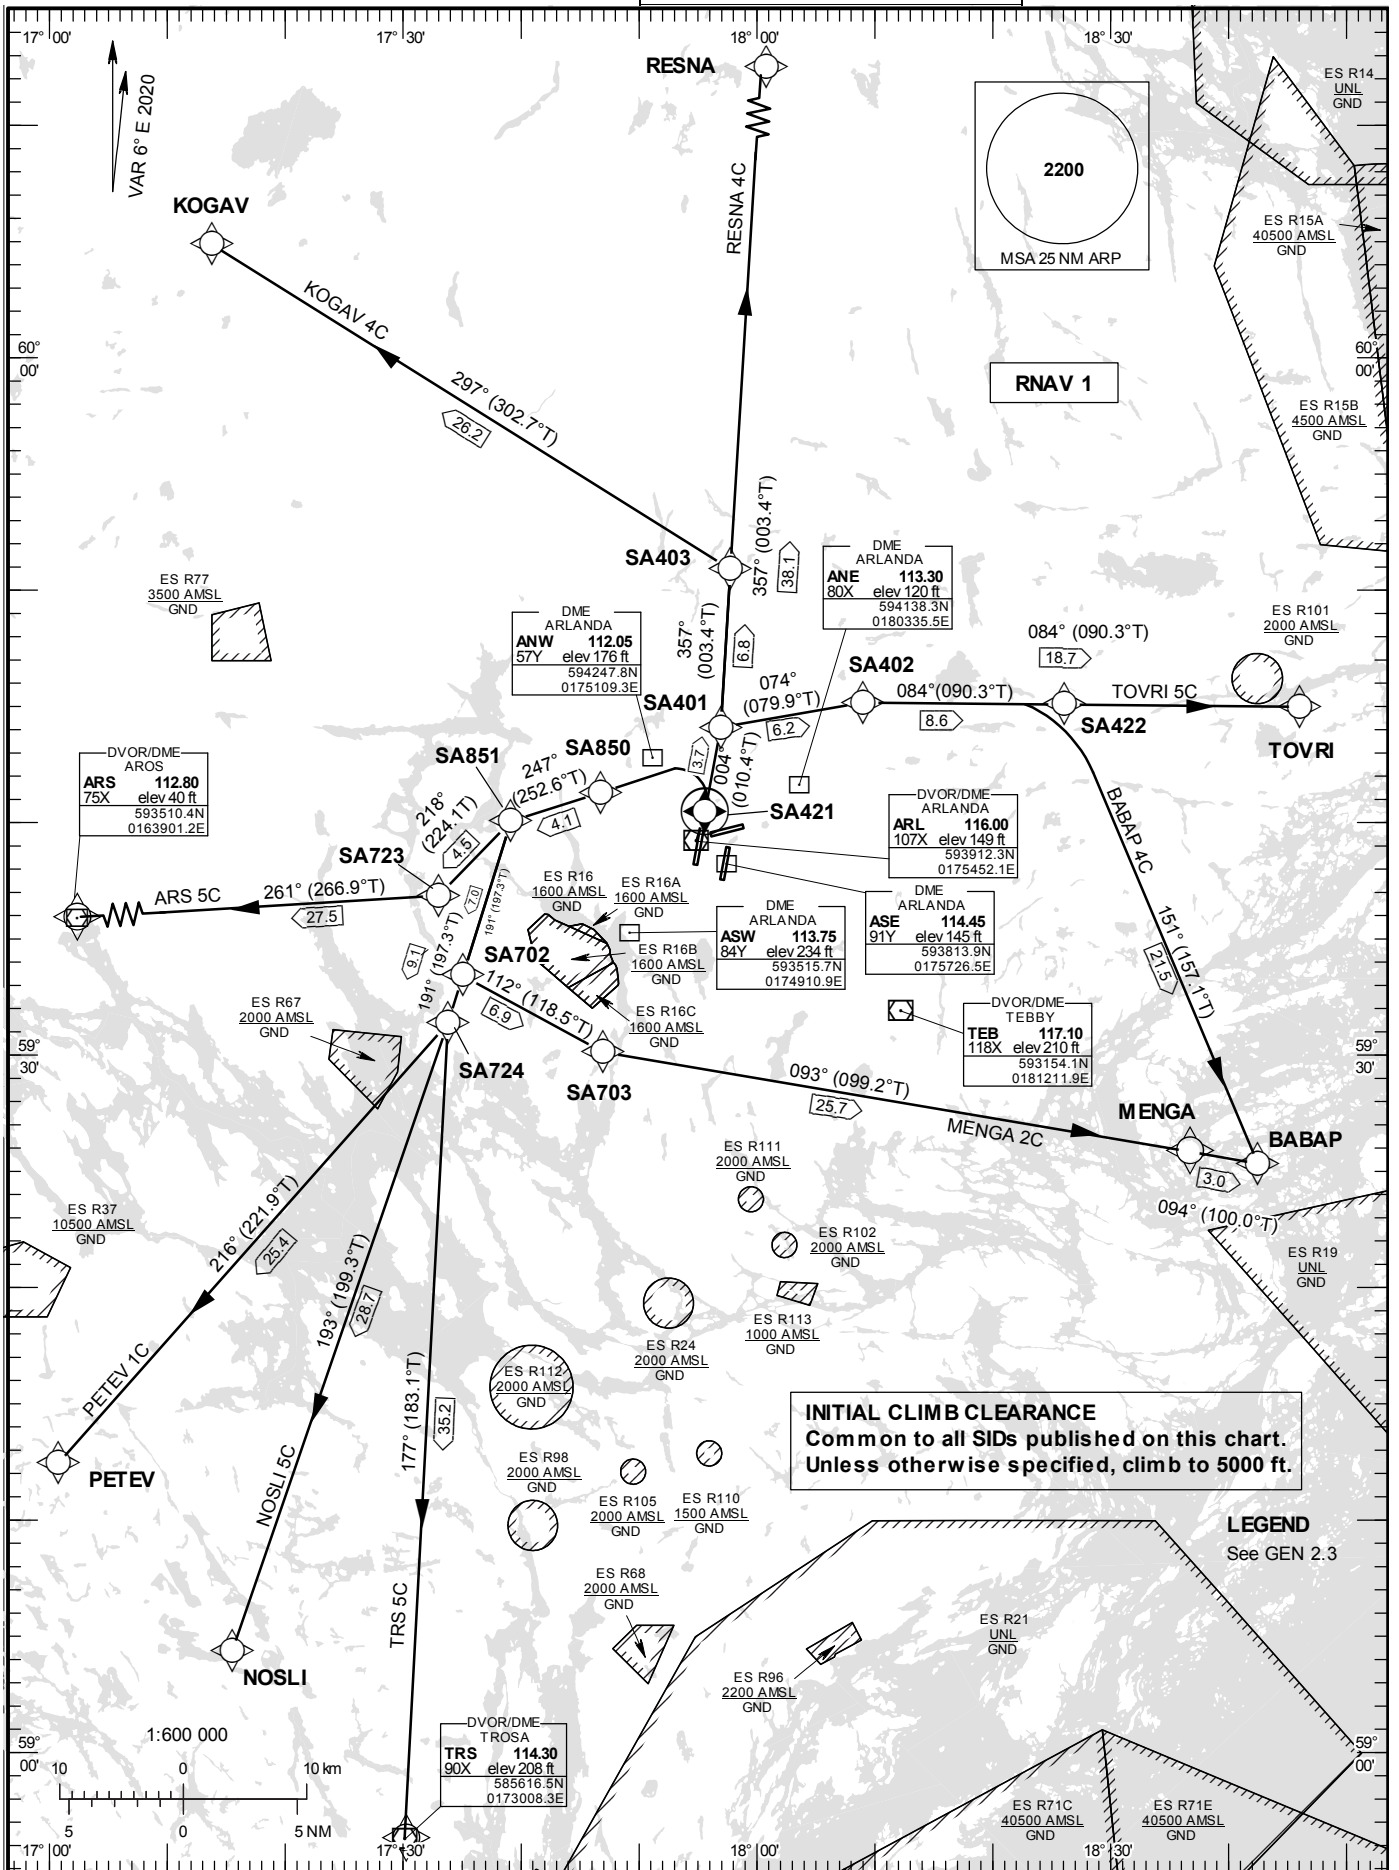 17° 00'
17° 30'
18° 00'
18° 30'
VAR 6° E 2020
RESNA
2200
MSA 25 NM ARP
ES R14
UNL
GND
KOGAV
RESNA 4C
ES R15A
40500 AMSL
GND
KOGAV 4C
60°
00'
60°
00'
297° (302.7°T)
26.2
RNAV 1
ES R15B
4500 AMSL
GND
SA403
357° (003.4°T)
38.1
DME
ARLANDA
ANE 113.30
80X elev 120 ft
594138.3N
0180335.5E
ES R77
3500 AMSL
GND
DME
ARLANDA
ANW 112.05
57Y elev 176 ft
594247.8N
0175109.3E
357°
(003.4°T)
6.8
ES R101
2000 AMSL
GND
084° (090.3°T)
18.7
SA402
SA401
074°
(079.9°T)
6.2
084°(090.3°T)
8.6
TOVRI 5C
SA422
TOVRI
SA851
SA850
247°
(252.6°T)
4.1
3.7
004°
(010.4°T)
SA421
DVOR/DME
AROS
ARS 112.80
75X elev 40 ft
593510.4N
0163901.2E
218°
(224.1T)
4.5
DVOR/DME
ARLANDA
ARL 116.00
107X elev 149 ft
593912.3N
0175452.1E
BABAP 4C
SA723
ARS 5C
261° (266.9°T)
27.5
7.0
191° (197.3°T)
ES R16
1600 AMSL
GND
ES R16A
1600 AMSL
GND
ES R16B
1600 AMSL
GND
ES R16C
1600 AMSL
GND
DME
ARLANDA
ASW 113.75
84Y elev 234 ft
593515.7N
0174910.9E
DME
ARLANDA
ASE 114.45
91Y elev 145 ft
593813.9N
0175726.5E
151° (157.1°T)
21.5
9.1
191° (197.3°T)
SA702
112° (118.5°T)
6.9
ES R67
2000 AMSL
GND
DVOR/DME
TEBBY
TEB 117.10
118X elev 210 ft
593154.1N
0181211.9E
59°
30'
59°
30'
SA724
SA703
093° (099.2°T)
25.7
MENGA 2C
MENGA
BABAP
3.0
094° (100.0°T)
ES R111
2000 AMSL
GND
ES R37
10500 AMSL
GND
216° (221.9°T)
25.4
193° (199.3°T)
28.7
ES R102
2000 AMSL
GND
ES R19
UNL
GND
ES R113
1000 AMSL
GND
ES R24
2000 AMSL
GND
PETEV 1C
ES R112
2000 AMSL
GND
177° (183.1°T)
35.2
INITIAL CLIMB CLEARANCE
Common to all SIDs published on this chart.
Unless otherwise specified, climb to 5000 ft.
PETEV
NOSLI 5C
ES R98
2000 AMSL
GND
ES R105
2000 AMSL
GND
ES R110
1500 AMSL
GND
LEGEND
See GEN 2.3
TRS 5C
ES R68
2000 AMSL
GND
ES R21
UNL
GND
NOSLI
ES R96
2200 AMSL
GND
1:600 000
10 0 10 km
5 0 5 NM
DVOR/DME
TROSA
TRS 114.30
90X elev 208 ft
585616.5N
0173008.3E
59°
00'
59°
00'
ES R71C
40500 AMSL
GND
ES R71E
40500 AMSL
GND
17° 00'
17° 30'
18° 00'
18° 30'